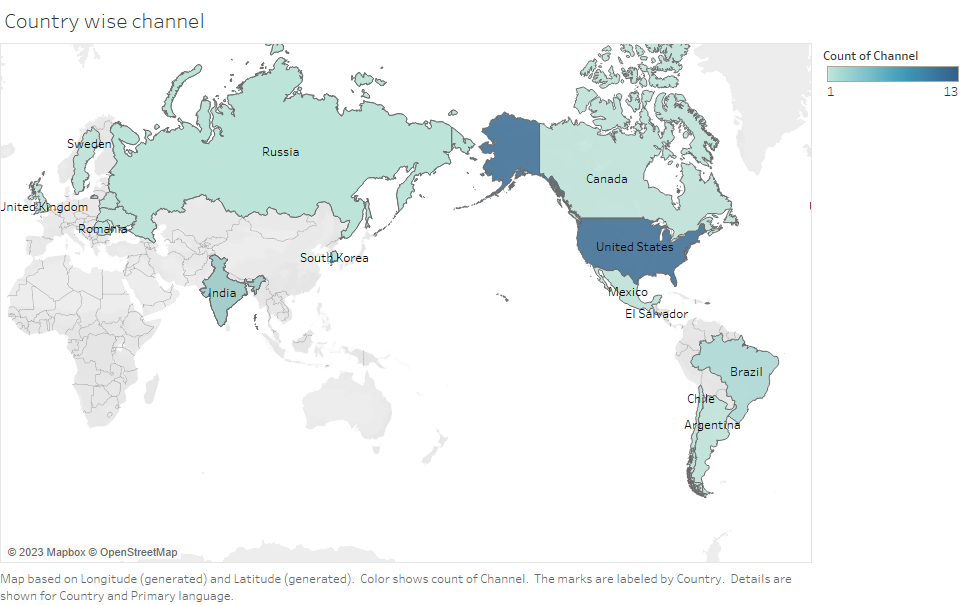 Country wise channel
Count of Channel
1 13
Sweden
Russia
Canada
United Kingdom
Romania
United States
South Korea
India
Mexico
El Salvador
Brazil
Chile
Argentina
© 2023 Mapbox © OpenStreetMap
Map based on Longitude (generated) and Latitude (generated). Color shows count of Channel. The marks are labeled by Country. Details are
shown for Country and Primary language.